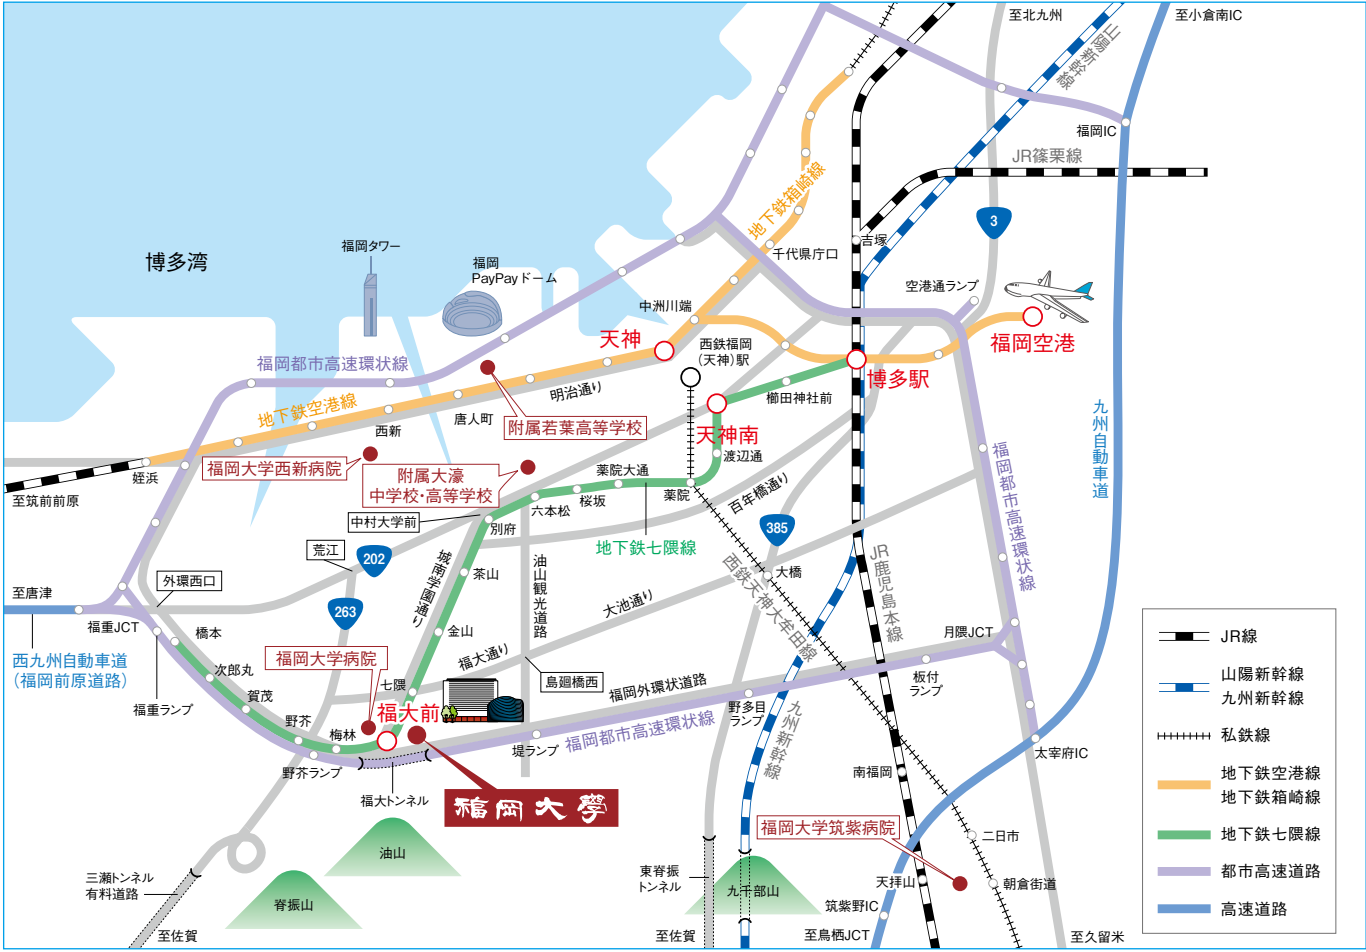 至北九州
至小倉南IC
山陽新幹線
福岡IC
JR篠栗線
地下鉄箱崎線
3
吉塚
千代県庁口
空港通ランプ
博多湾
福岡タワー
福岡
PayPayドーム
中洲川端
天神
西鉄福岡
（天神）駅
福岡空港
博多駅
福岡都市高速環状線
地下鉄空港線
明治通り
櫛田神社前
唐人町
西新
附属若葉高等学校
天神南
渡辺通
九州自動車道
福岡都市高速環状線
姪浜
至筑前前原
福岡大学西新病院
附属大濠
中学校・高等学校
薬院大通
薬院
桜坂
六本松
百年橋通り
中村大学前
別府
地下鉄七隈線
385
荒江
202
263
城南学園通り
茶山
油山観光道路
大池通り
大橋
西鉄天神大牟田線
JR鹿児島本線
外環西口
至唐津
福重JCT
橋本
西九州自動車道
（福岡前原道路）
次郎丸
賀茂
福重ランプ
金山
福大通り
福岡大学病院
七隈
島廻橋西
福岡外環状道路
月隈JCT
板付
ランプ
野多目
ランプ
九州新幹線
野芥
梅林
福大前
野芥ランプ
堤ランプ
福岡都市高速環状線
福大トンネル
福岡大學
太宰府IC
南福岡
福岡大学筑紫病院
二日市
朝倉街道
天拝山
筑紫野IC
至鳥栖JCT
至久留米
油山
脊振山
三瀬トンネル
有料道路
至佐賀
東脊振
トンネル
九千部山
至佐賀
JR線
山陽新幹線
九州新幹線
私鉄線
地下鉄空港線
地下鉄箱崎線
地下鉄七隈線
都市高速道路
高速道路